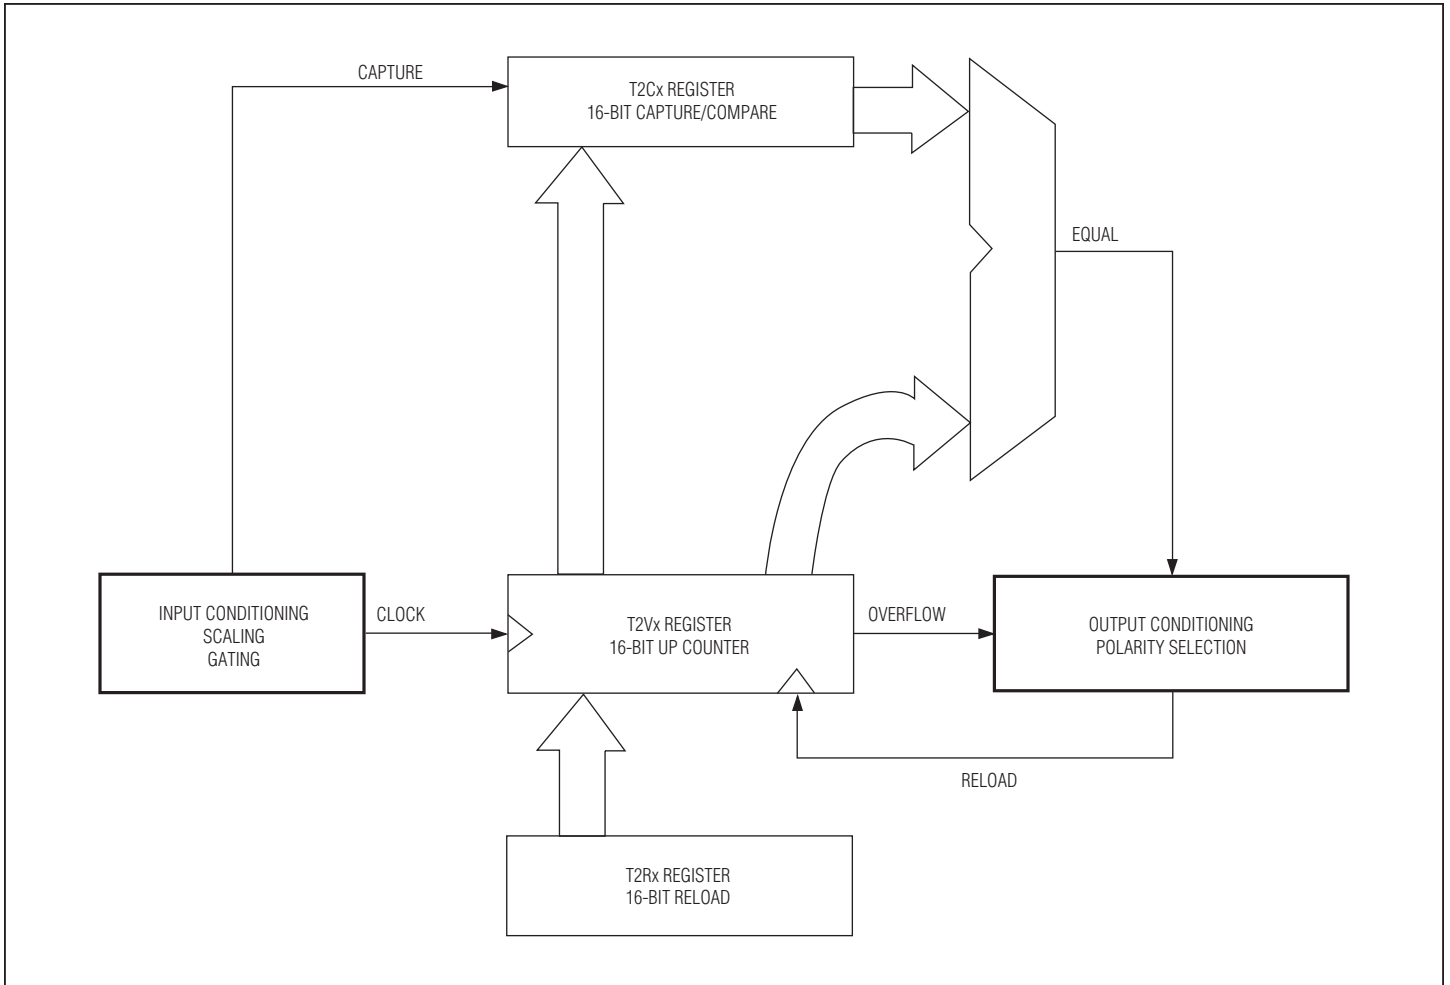 CAPTURE
T2Cx REGISTER
16-BIT CAPTURE/COMPARE
EQUAL
INPUT CONDITIONING
SCALING
GATING
CLOCK
T2Vx REGISTER
16-BIT UP COUNTER
OVERFLOW
OUTPUT CONDITIONING
POLARITY SELECTION
RELOAD
T2Rx REGISTER
16-BIT RELOAD